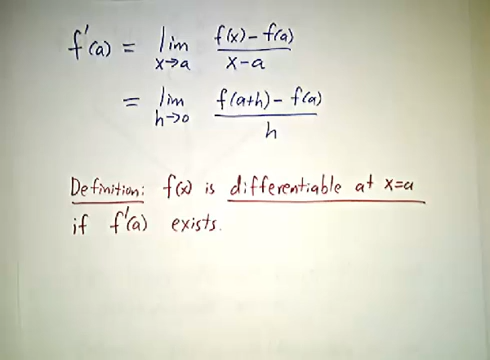 f'(a) = lim x→a f(x) - f(a) / x - a
= lim h→0 f(a+h) - f(a) / h
Definition: f(x) is differentiable at x=a
if f'(a) exists.